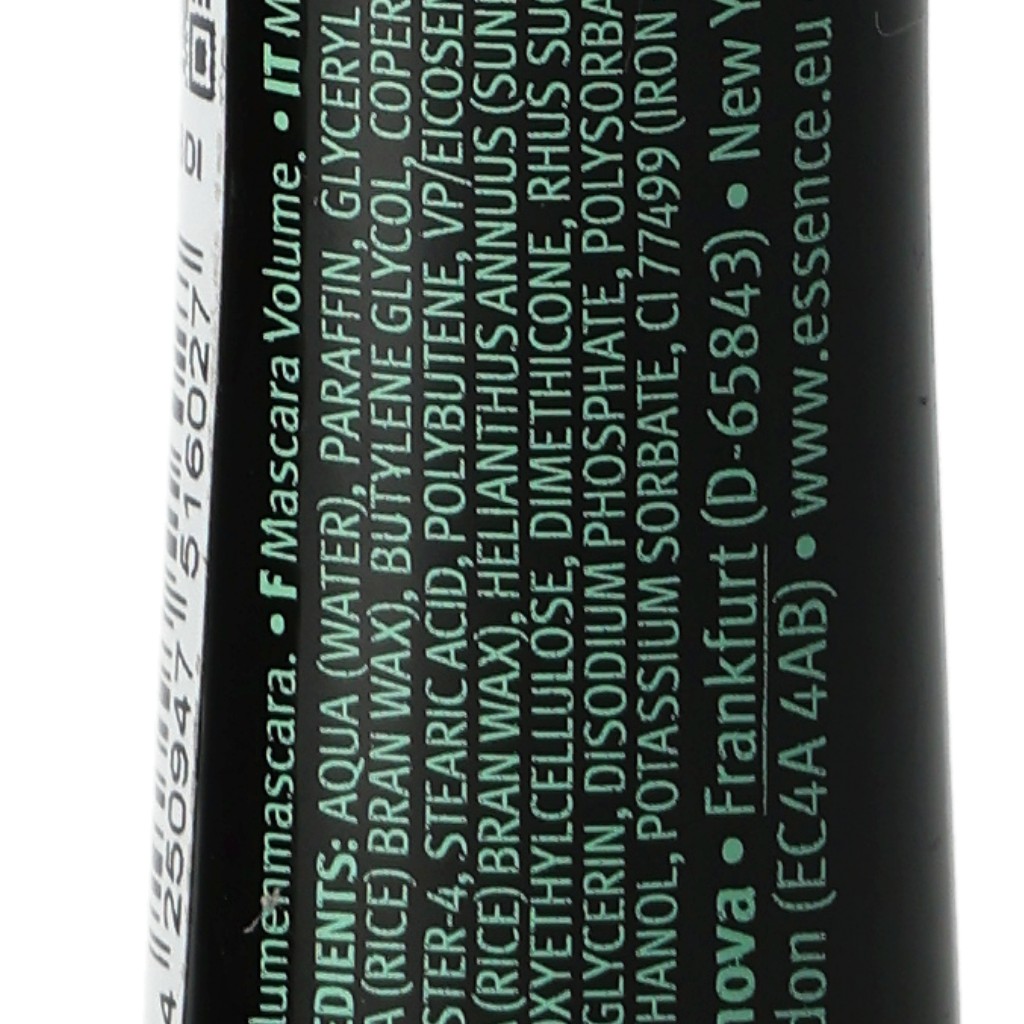 4 250947 516027
lumenmascara. • F Mascara Volume. • IT M
EDIENTS: AQUA (WATER), PARAFFIN, GLYCERYL
A (RICE) BRAN WAX), BUTYLENE GLYCOL, COPER
STER-4, STEARIC ACID, POLYBUTENE, VP/EICOSEN
A (RICE) BRAN WAX), HELIANTHUS ANNUUS (SUN
OXYETHYLCELLULOSE, DIMETHICONE, RHUS SUC
GLYCERIN, DISODIUM PHOSPHATE, POLYSORBA
HANOL, POTASSIUM SORBATE, CI 77499 (IRON
nova • Frankfurt (D-65843) • New Y
don (EC4A 4AB) • www.essence.eu